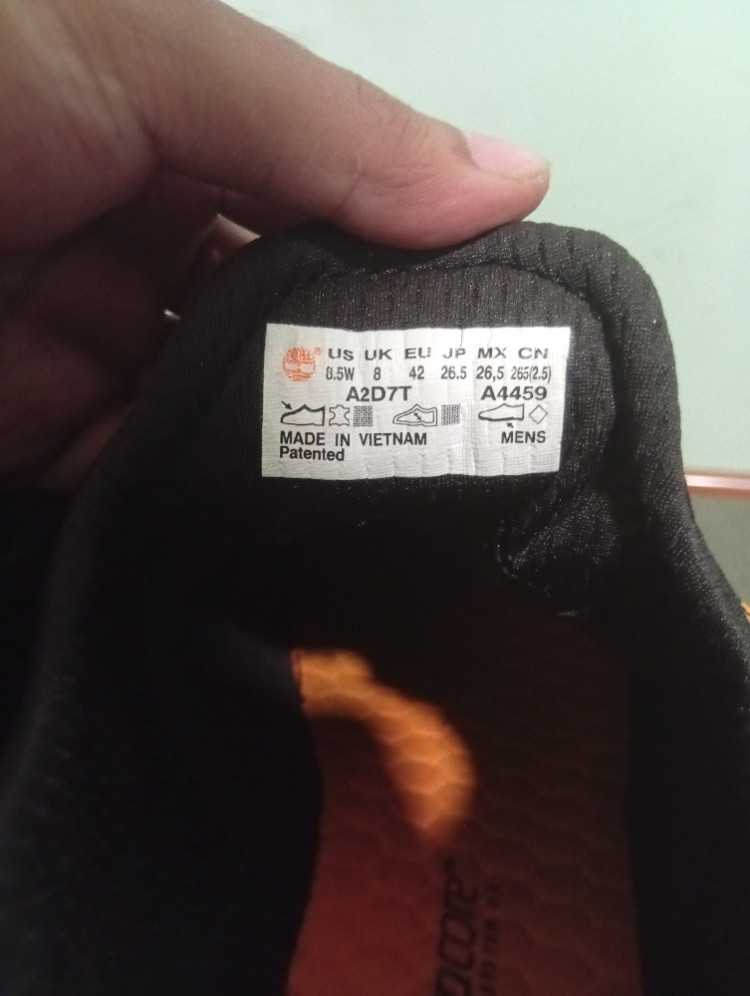 US UK EU JP MX CN
8.5W 8 42 26.5 26,5 265(2.5)
A2D7T A4459
MADE IN VIETNAM MENS
Patented
core